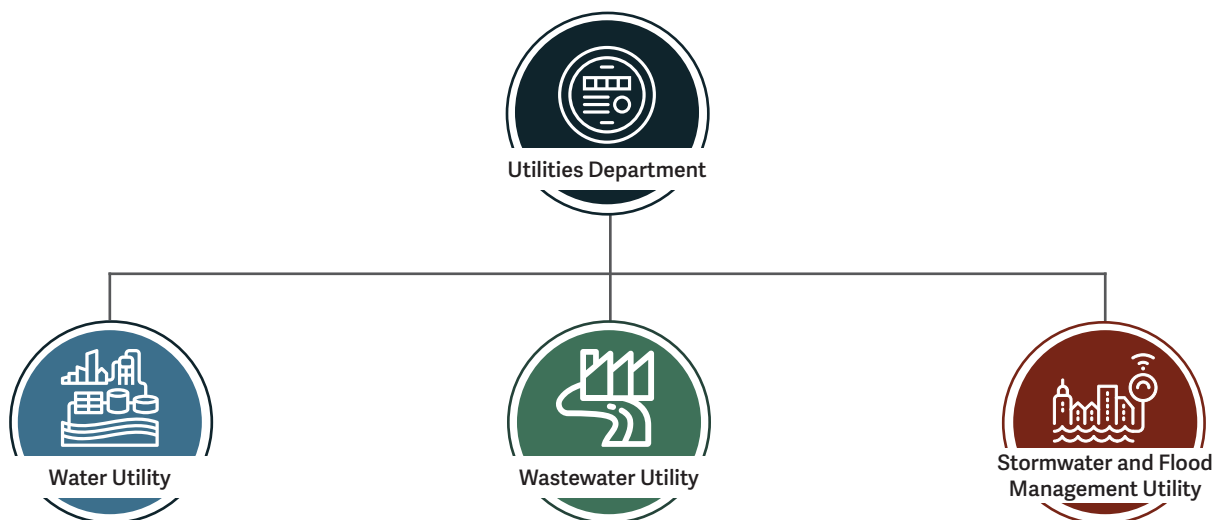 Utilities Department
Water Utility
Wastewater Utility
Stormwater and Flood
Management Utility